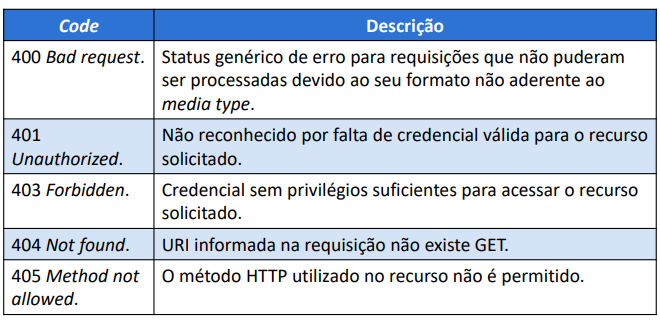 Code Descrição
400 Bad request. Status genérico de erro para requisições que não puderam
ser processadas devido ao seu formato não aderente ao
media type.
401 Não reconhecido por falta de credencial válida para o recurso
Unauthorized. solicitado.
403 Forbidden. Credencial sem privilégios suficientes para acessar o recurso
solicitado.
404 Not found. URI informada na requisição não existe GET.
405 Method not O método HTTP utilizado no recurso não é permitido.
allowed.